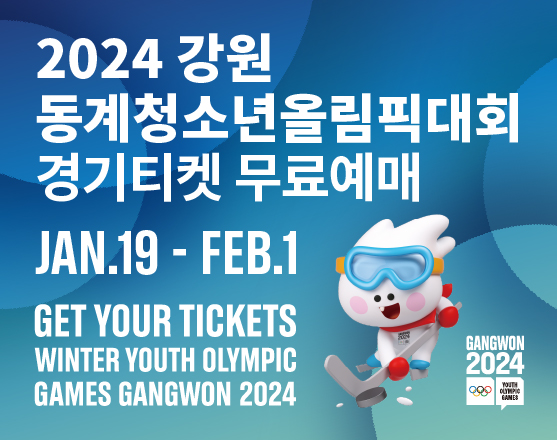 2024 강원
동계청소년올림픽대회
경기티켓 무료예매
JAN.19 - FEB.1
GET YOUR TICKETS
WINTER YOUTH OLYMPIC
GAMES GANGWON 2024
GANGWON
2024
YOUTH
OLYMPIC
GAMES